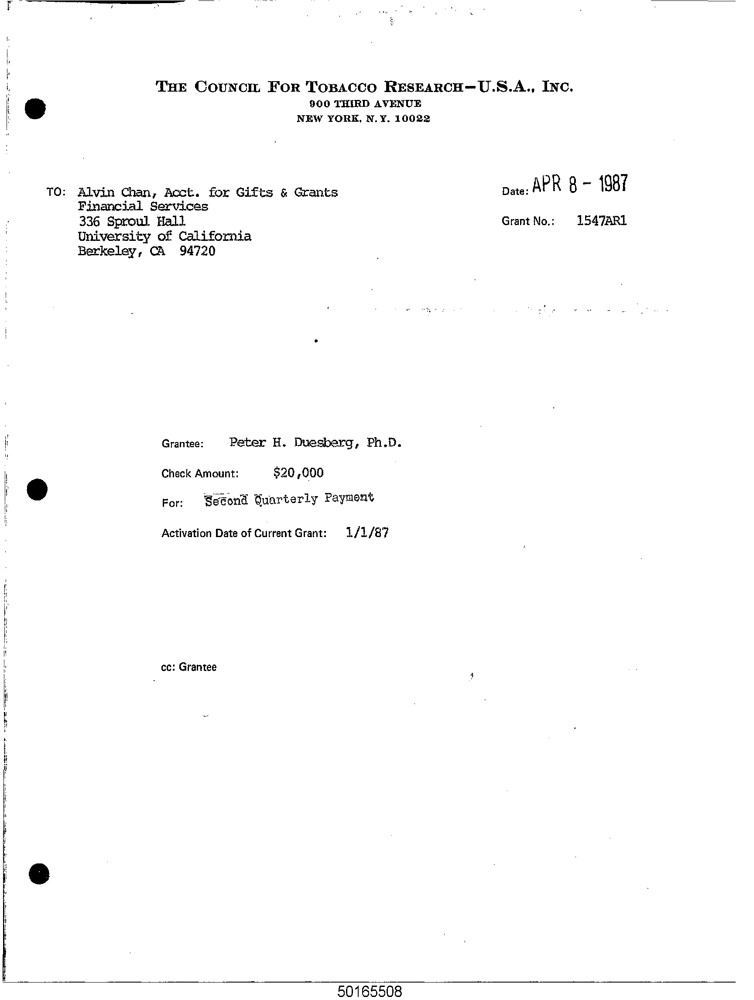 THE COUNCIL FOR TOBACCO RESEARCH-U.S.A., INC.
900 THIRD AVENUE
NEW YORK, N.Y. 10022
TO: Alvin Chan, Acct. for Gifts & Grants
Financial Services
336 Sproul Hall
University of California
Berkeley, CA 94720
Date: APR 8 - 1987
Grant No.: 1547AR1
Grantee: Peter H. Duesberg, Ph.D.
Check Amount: $20,000
For: Second Quarterly Payment
Activation Date of Current Grant: 1/1/87
cc: Grantee
50165508